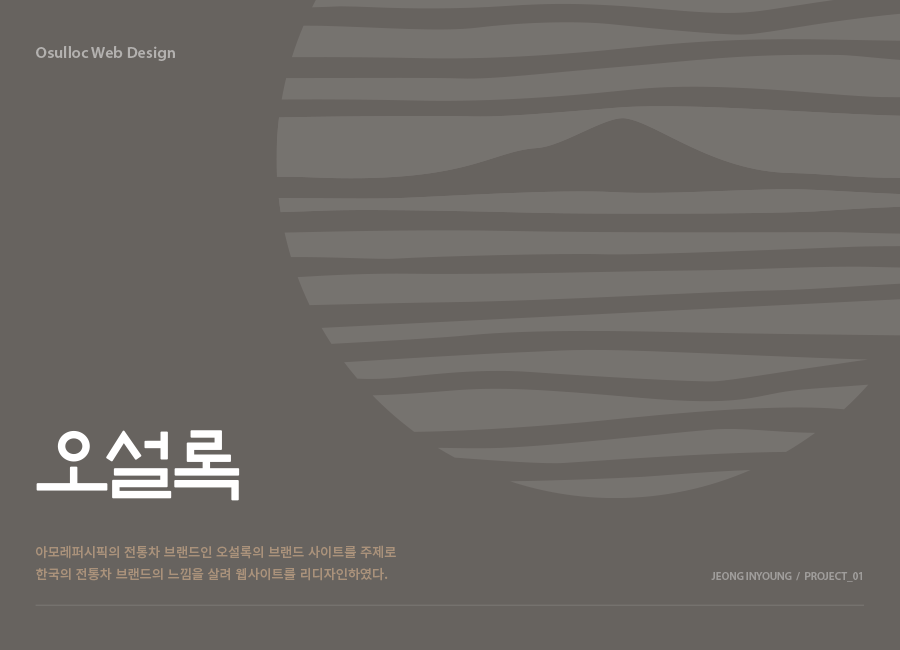 Osulloc Web Design
오설록
아모레퍼시픽의 전통차 브랜드인 오설록의 브랜드 사이트를 주제로
한국의 전통차 브랜드의 느낌을 살려 웹사이트를 리디자인하였다.
JEONG INYOUNG / PROJECT_01